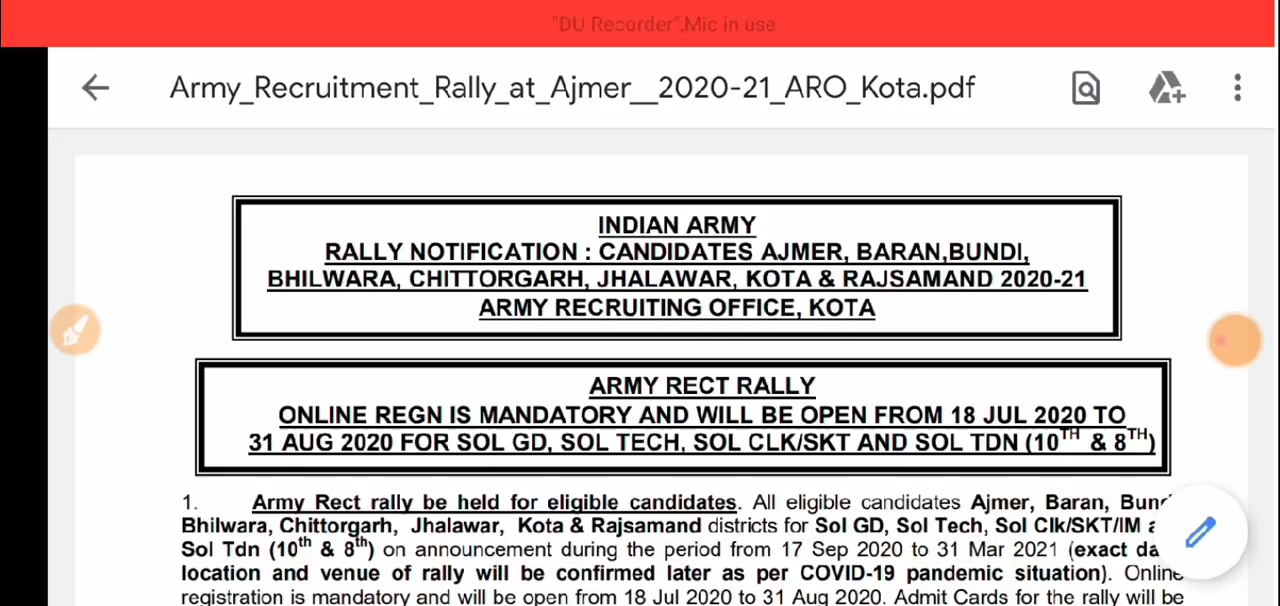 "DU Recorder".Mic in use
Army_Recruitment_Rally_at_Ajmer__2020-21_ARO_Kota.pdf
INDIAN ARMY
RALLY NOTIFICATION : CANDIDATES AJMER, BARAN,BUNDI,
BHILWARA, CHITTORGARH, JHALAWAR, KOTA & RAJSAMAND 2020-21
ARMY RECRUITING OFFICE, KOTA
ARMY RECT RALLY
ONLINE REGN IS MANDATORY AND WILL BE OPEN FROM 18 JUL 2020 TO
31 AUG 2020 FOR SOL GD, SOL TECH, SOL CLK/SKT AND SOL TDN (10TH & 8TH)
1. Army Rect rally be held for eligible candidates. All eligible candidates Ajmer, Baran,
Bhilwara, Chittorgarh, Jhalawar, Kota & Rajsamand districts for Sol GD, Sol Tech, Sol Clk/SKT/IM
Sol Tdn (10th & 8th) on announcement during the period from 17 Sep 2020 to 31 Mar 2021 (exact
location and venue of rally will be confirmed later as per COVID-19 pandemic situation). Online
registration is mandatory and will be open from 18 Jul 2020 to 31 Aug 2020. Admit Cards for the rally will be